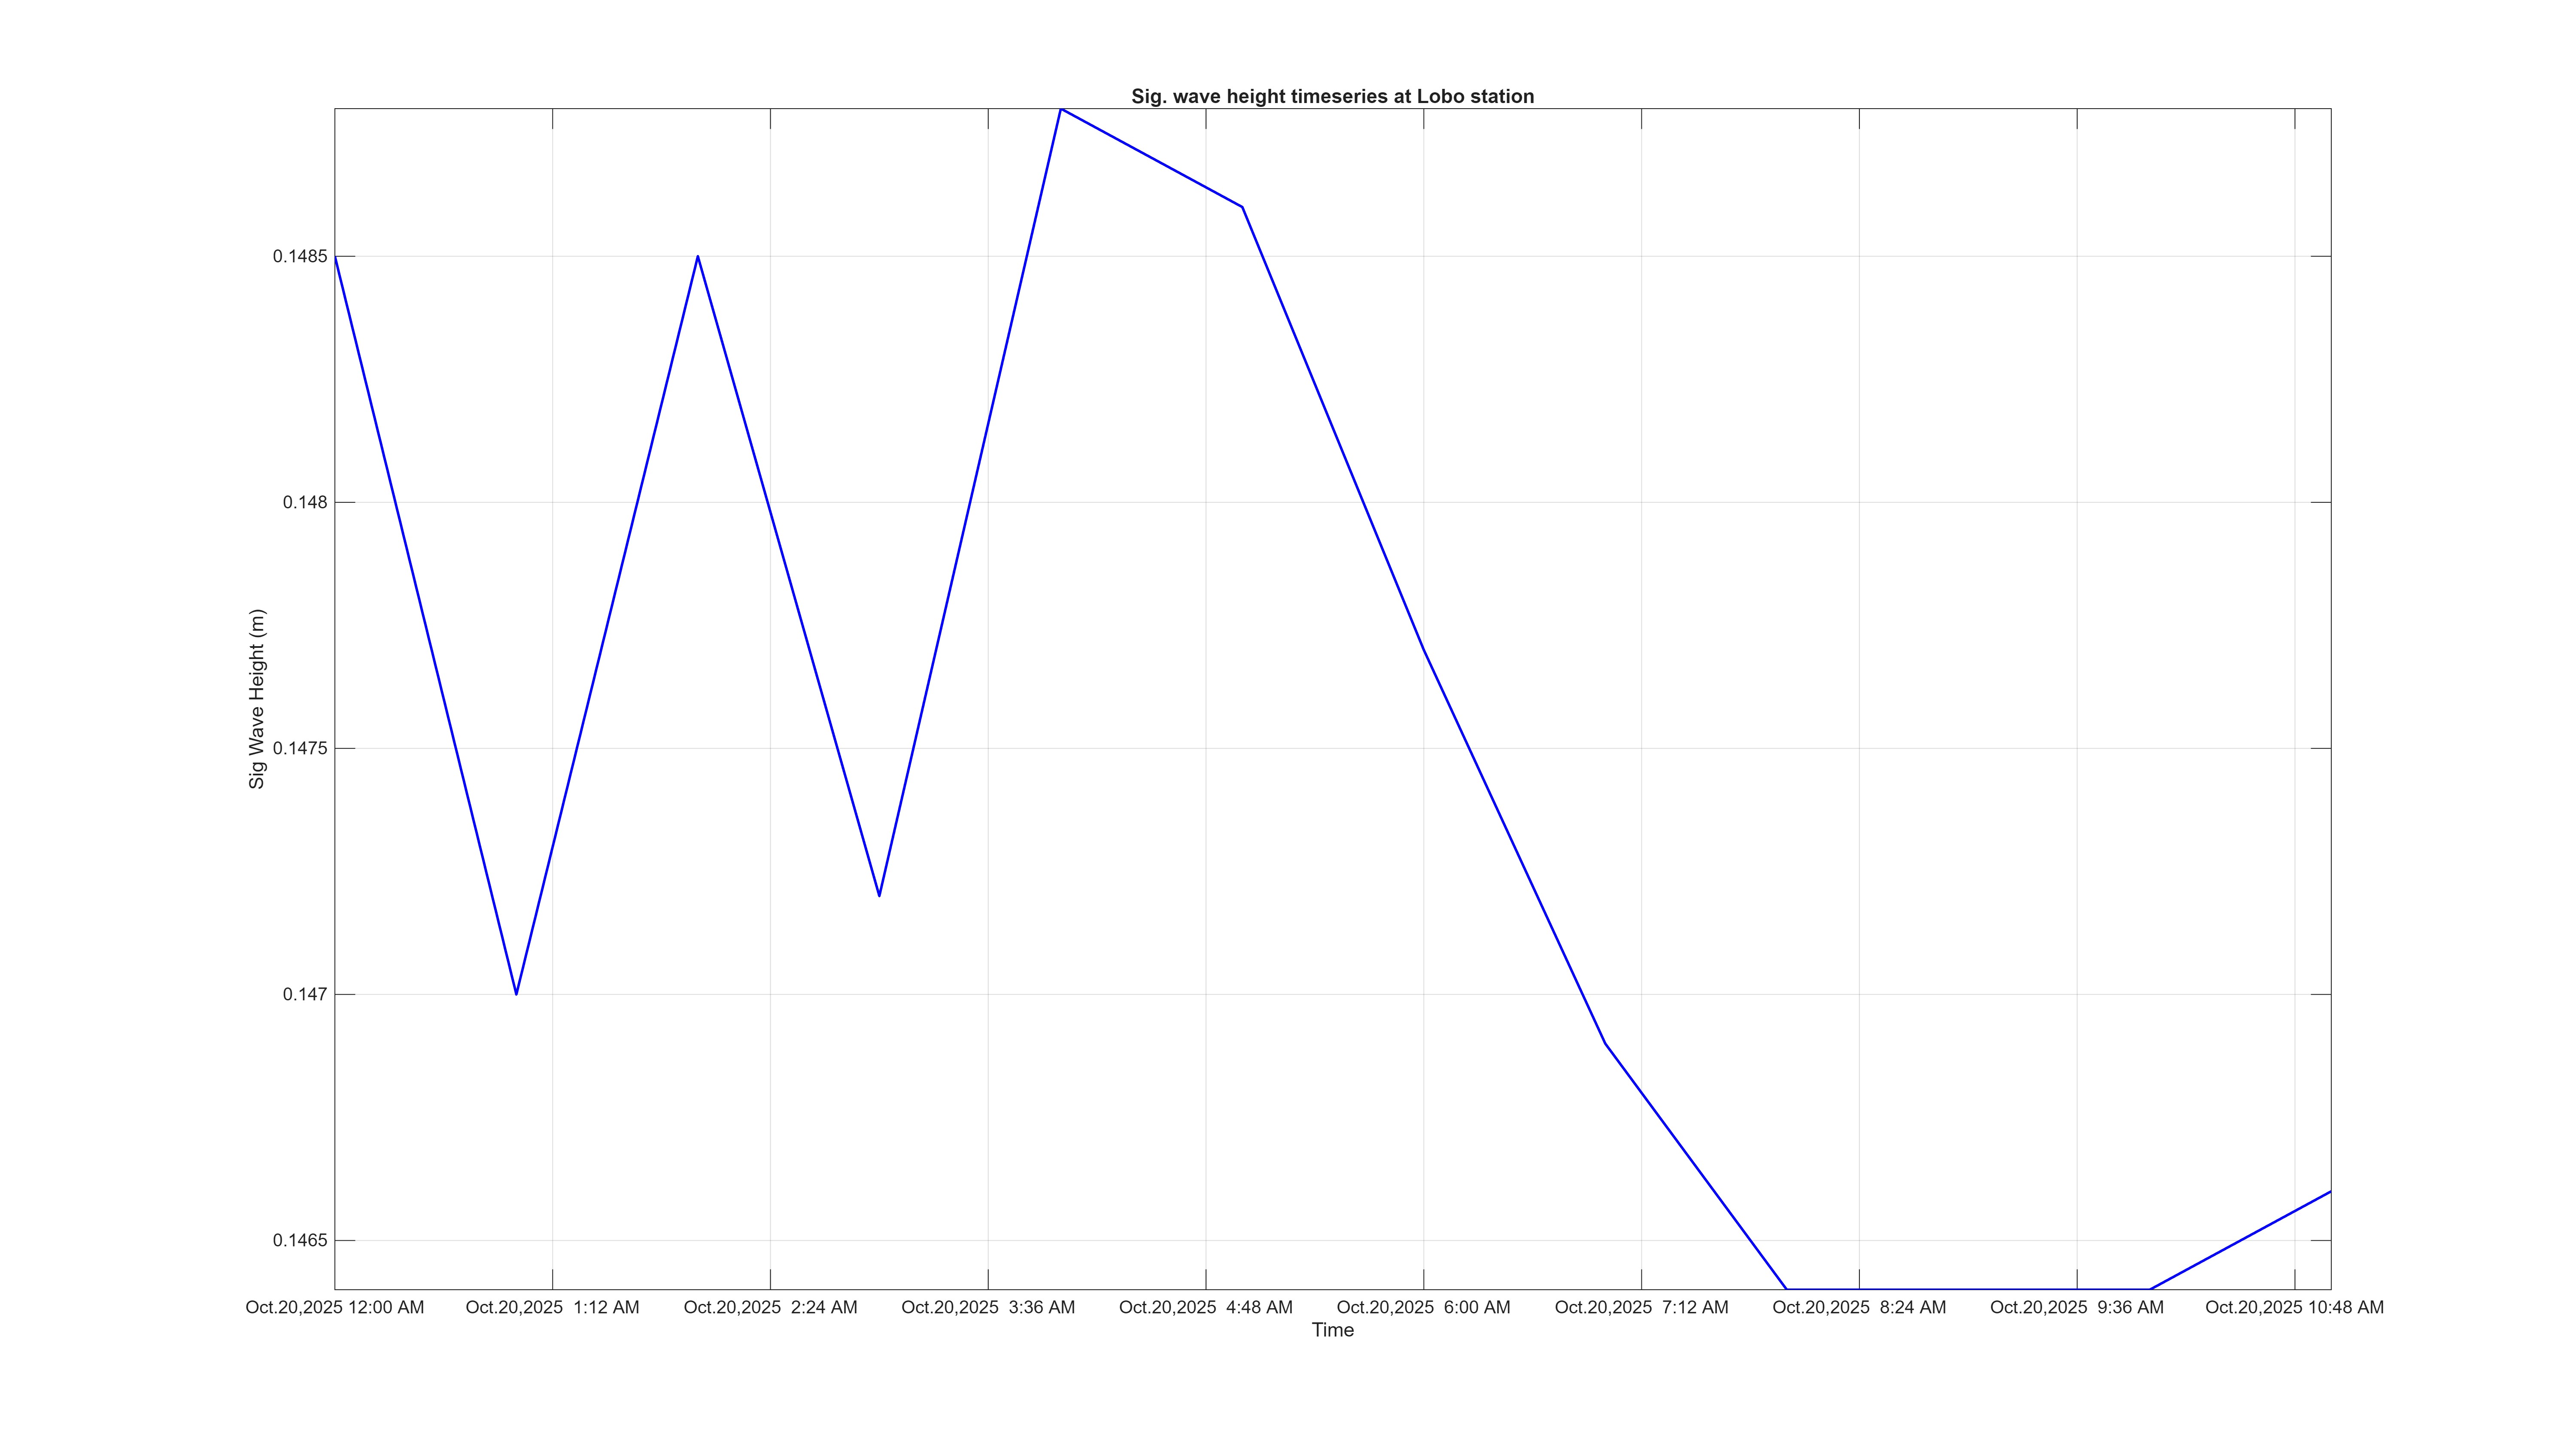 Sig. wave height timeseries at Lobo station
Sig Wave Height (m)
0.1485
0.148
0.1475
0.147
0.1465
Oct.20,2025 12:00 AM
Oct.20,2025  1:12 AM
Oct.20,2025  2:24 AM
Oct.20,2025  3:36 AM
Oct.20,2025  4:48 AM
Oct.20,2025  6:00 AM
Oct.20,2025  7:12 AM
Oct.20,2025  8:24 AM
Oct.20,2025  9:36 AM
Oct.20,2025 10:48 AM
Time